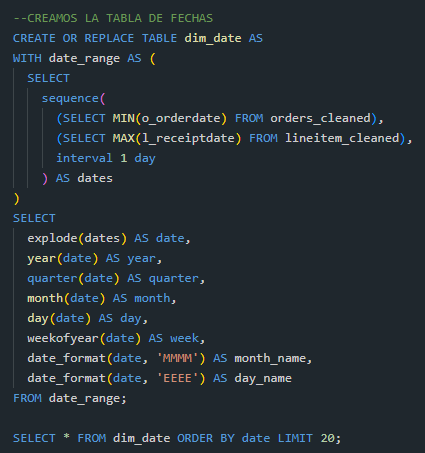 --CREAMOS LA TABLA DE FECHAS
CREATE OR REPLACE TABLE dim_date AS
WITH date_range AS (
  SELECT
    sequence(
      (SELECT MIN(o_orderdate) FROM orders_cleaned),
      (SELECT MAX(l_receiptdate) FROM lineitem_cleaned),
      interval 1 day
    ) AS dates
)
SELECT
  explode(dates) AS date,
  year(date) AS year,
  quarter(date) AS quarter,
  month(date) AS month,
  day(date) AS day,
  weekofyear(date) AS week,
  date_format(date, 'MMMM') AS month_name,
  date_format(date, 'EEEE') AS day_name
FROM date_range;

SELECT * FROM dim_date ORDER BY date LIMIT 20;